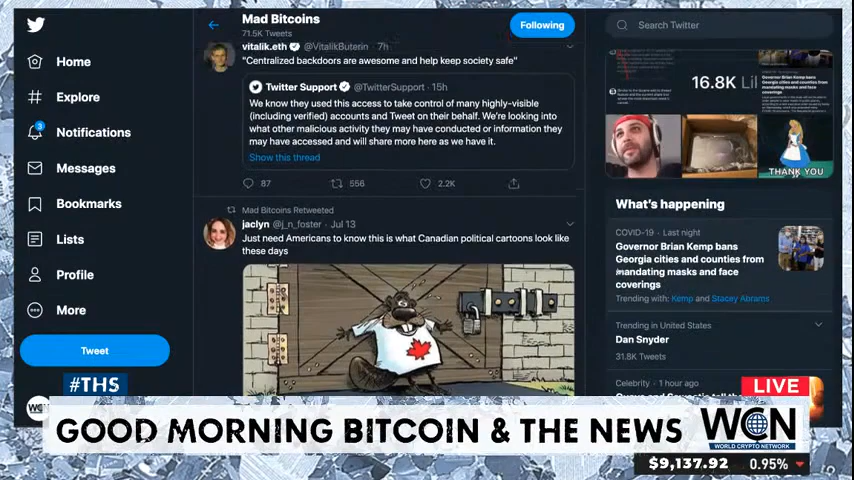 Mad Bitcoins
71.5K Tweets
Following
Search Twitter
Home
Explore
3
Notifications
Messages
Bookmarks
Lists
Profile
More
Tweet
vitalik.eth @VitalikButerin · 7h
"Centralized backdoors are awesome and help keep society safe"
Twitter Support @TwitterSupport · 15h
We know they used this access to take control of many highly-visible
(including verified) accounts and Tweet on their behalf. We're looking into
what other malicious activity they may have conducted or information they
may have accessed and will share more here as we have it.
Show this thread
87 556 2.2K
Mad Bitcoins Retweeted
jaclyn @j_n_foster · Jul 13
Just need Americans to know this is what Canadian political cartoons look like
these days
16.8K Lil
Governor Brian Kemp bans
THANK YOU
What's happening
COVID-19 · Last night
Governor Brian Kemp bans
Georgia cities and counties from
mandating masks and face
coverings
Trending with: Kemp and Stacey Abrams
Trending in United States
Dan Snyder
31.8K Tweets
Celebrity · 1 hour ago
#THS
LIVE
GOOD MORNING BITCOIN & THE NEWS
WCN
WORLD CRYPTO NETWORK
$9,137.92 0.95%